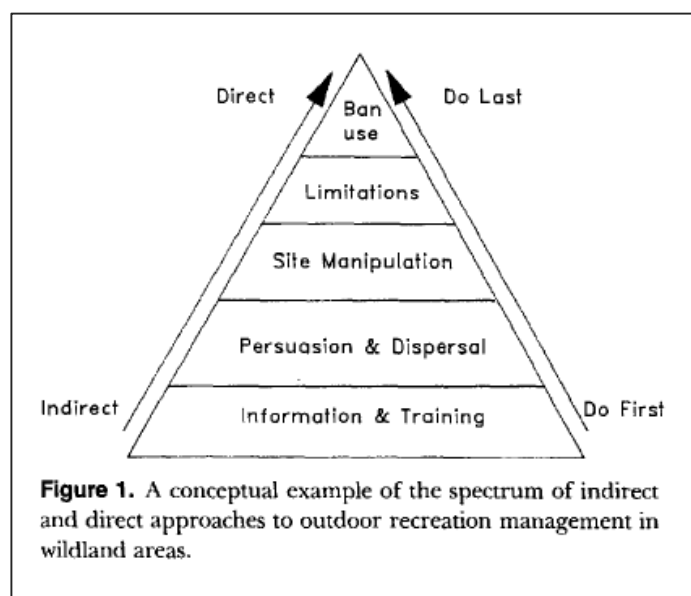 Direct
Do Last
Ban
use
Limitations
Site Manipulation
Persuasion & Dispersal
Indirect
Information & Training
Do First
Figure 1. A conceptual example of the spectrum of indirect
and direct approaches to outdoor recreation management in
wildland areas.